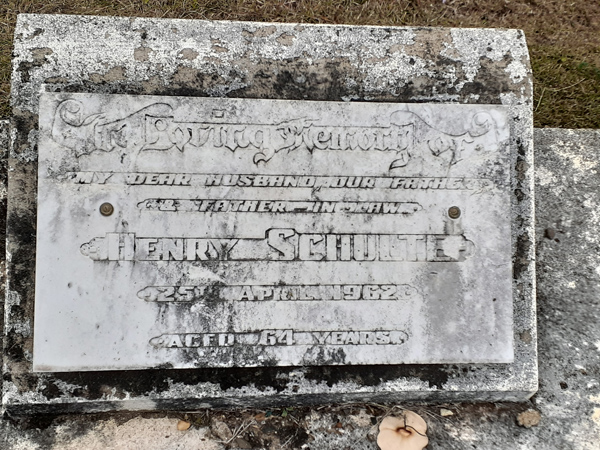 In Loving Memory of
MY DEAR HUSBAND, OUR FATHER
& FATHER-IN-LAW
HENRY SCHULTE
25TH APRIL 1962
AGED 64 YEARS